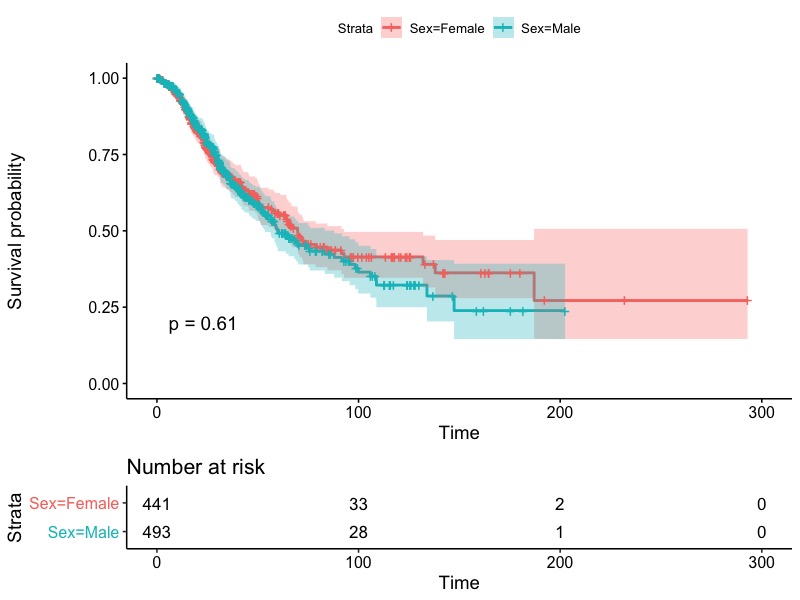 Strata Sex=Female Sex=Male
Survival probability
1.00
0.75
0.50
0.25
0.00
p = 0.61
0 100 200 300
Time
Number at risk
Strata
Sex=Female 441 33 2 0
Sex=Male 493 28 1 0
0 100 200 300
Time